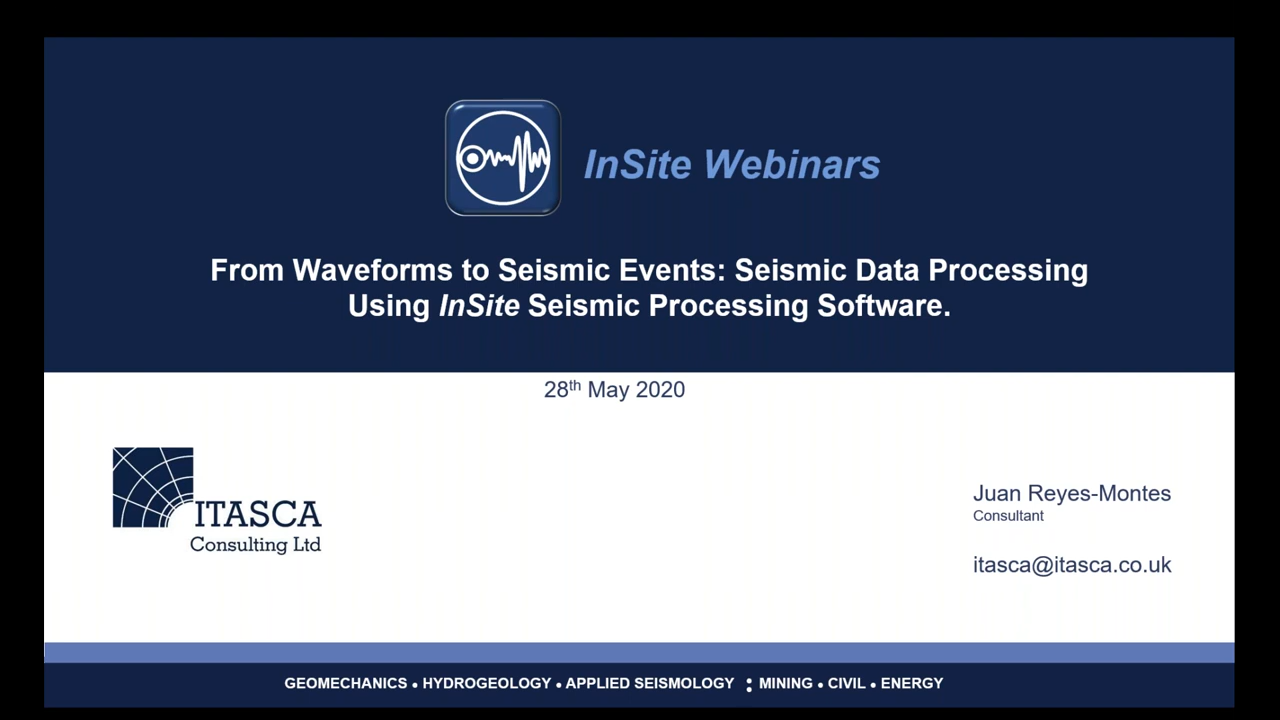 InSite Webinars
From Waveforms to Seismic Events: Seismic Data Processing
Using InSite Seismic Processing Software.
28th May 2020
ITASCA
Consulting Ltd
Juan Reyes-Montes
Consultant
itasca@itasca.co.uk
GEOMECHANICS • HYDROGEOLOGY • APPLIED SEISMOLOGY : MINING • CIVIL • ENERGY